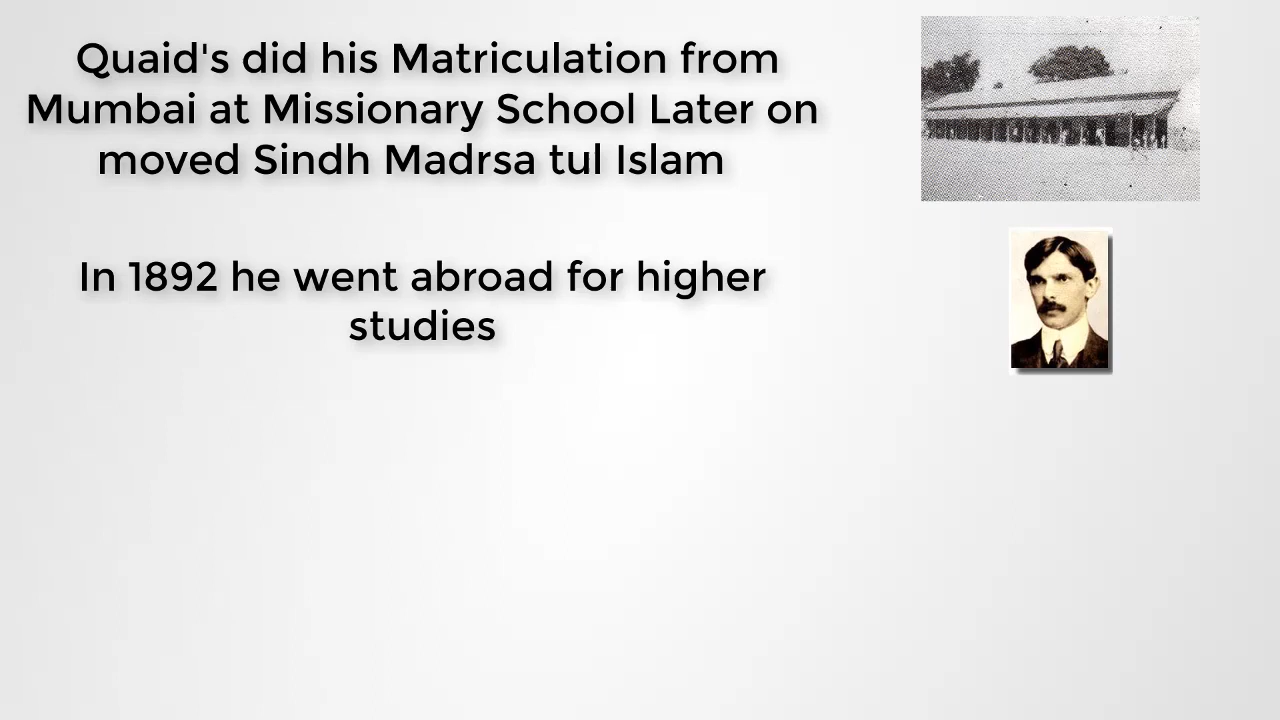 Quaid's did his Matriculation from
Mumbai at Missionary School Later on
moved Sindh Madrsa tul Islam
In 1892 he went abroad for higher
studies